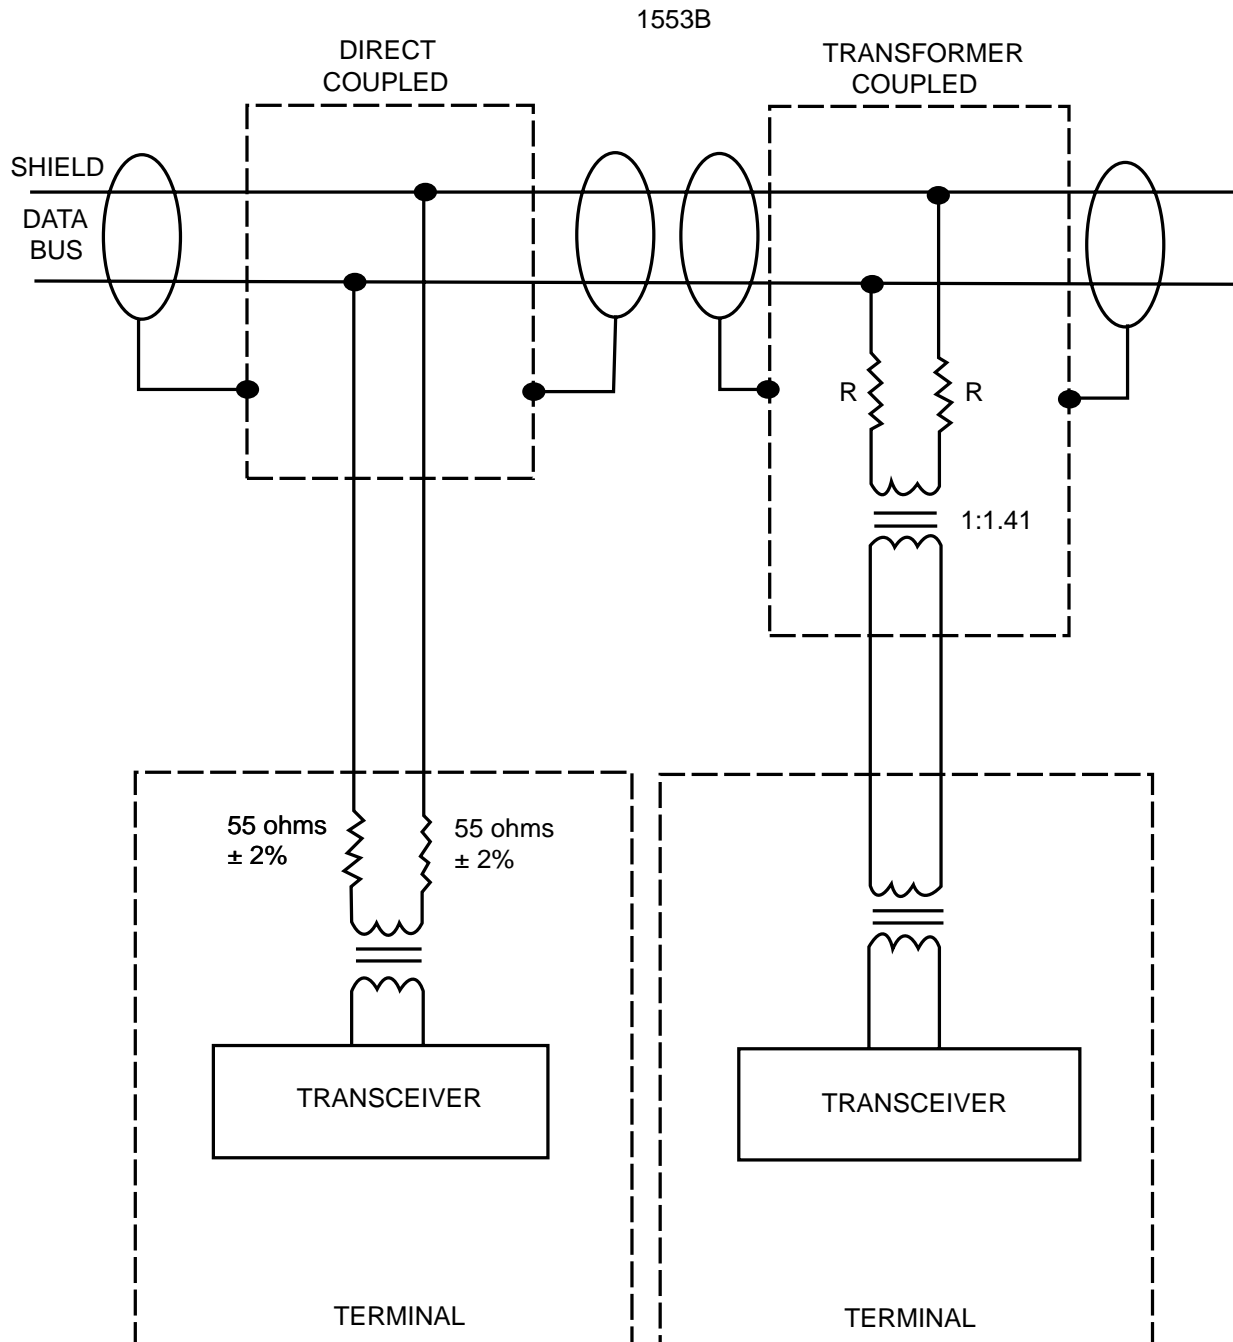 1553B
DIRECT
COUPLED
TRANSFORMER
COUPLED
SHIELD
DATA
BUS
R
R
1:1.41
55 ohms
± 2%
55 ohms
± 2%
TRANSCEIVER
TRANSCEIVER
TERMINAL
TERMINAL